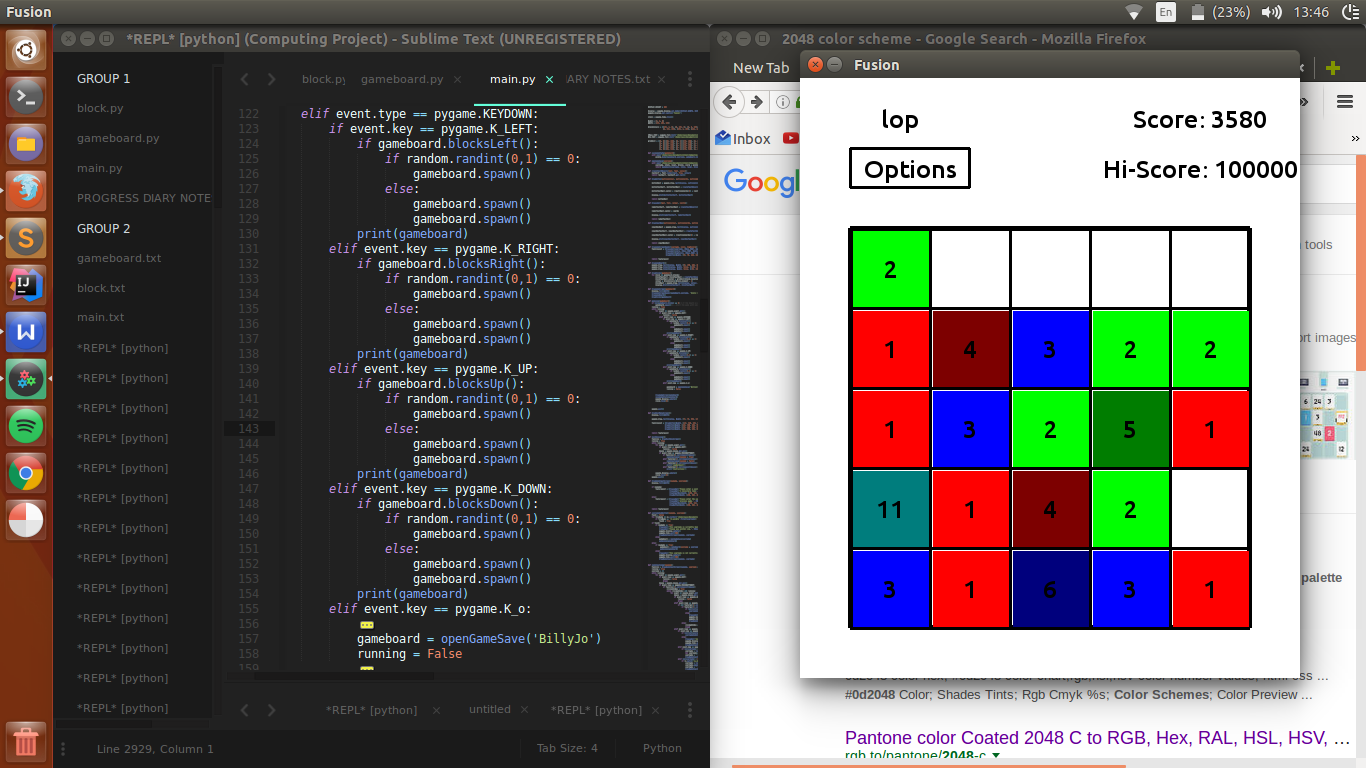 Fusion
En
(23%)
13:46
*REPL* [python] (Computing Project) - Sublime Text (UNREGISTERED)
GROUP 1
block.py
gameboard.py
main.py
PROGRESS DIARY NOTE
GROUP 2
gameboard.txt
block.txt
main.txt
*REPL* [python]
*REPL* [python]
*REPL* [python]
*REPL* [python]
*REPL* [python]
*REPL* [python]
*REPL* [python]
*REPL* [python]
*REPL* [python]
*REPL* [python]
*REPL* [python]
*REPL* [python]
*REPL* [python]
block.py gameboard.py main.py ARY NOTES.txt
122 elif event.type == pygame.KEYDOWN:
123 if event.key == pygame.K_LEFT:
124 if gameboard.blocksLeft():
125 if random.randint(0,1) == 0:
126 gameboard.spawn()
127 else:
128 gameboard.spawn()
129 gameboard.spawn()
130 print(gameboard)
131 elif event.key == pygame.K_RIGHT:
132 if gameboard.blocksRight():
133 if random.randint(0,1) == 0:
134 gameboard.spawn()
135 else:
136 gameboard.spawn()
137 gameboard.spawn()
138 print(gameboard)
139 elif event.key == pygame.K_UP:
140 if gameboard.blocksUp():
141 if random.randint(0,1) == 0:
142 gameboard.spawn()
143 else:
144 gameboard.spawn()
145 gameboard.spawn()
146 print(gameboard)
147 elif event.key == pygame.K_DOWN:
148 if gameboard.blocksDown():
149 if random.randint(0,1) == 0:
150 gameboard.spawn()
151 else:
152 gameboard.spawn()
153 gameboard.spawn()
154 print(gameboard)
155 elif event.key == pygame.K_o:
156
157 gameboard = openGameSave('BillyJo')
158 running = False
159
*REPL* [python] untitled *REPL* [python]
Line 2929, Column 1
Tab Size: 4
Python
2048 color scheme - Google Search - Mozilla Firefox
New Tab
Inbox
Googl
tools
ort images
palette
Fusion
lop
Score: 3580
Options
Hi-Score: 100000
2
1 4 3 2 2
1 3 2 5 1
11 1 4 2
3 1 6 3 1
#0d2048 Color; Shades Tints; Rgb Cmyk %s; Color Schemes; Color Preview ...
Pantone color Coated 2048 C to RGB, Hex, RAL, HSL, HSV, ...
rgb.to/pantone/2048-c